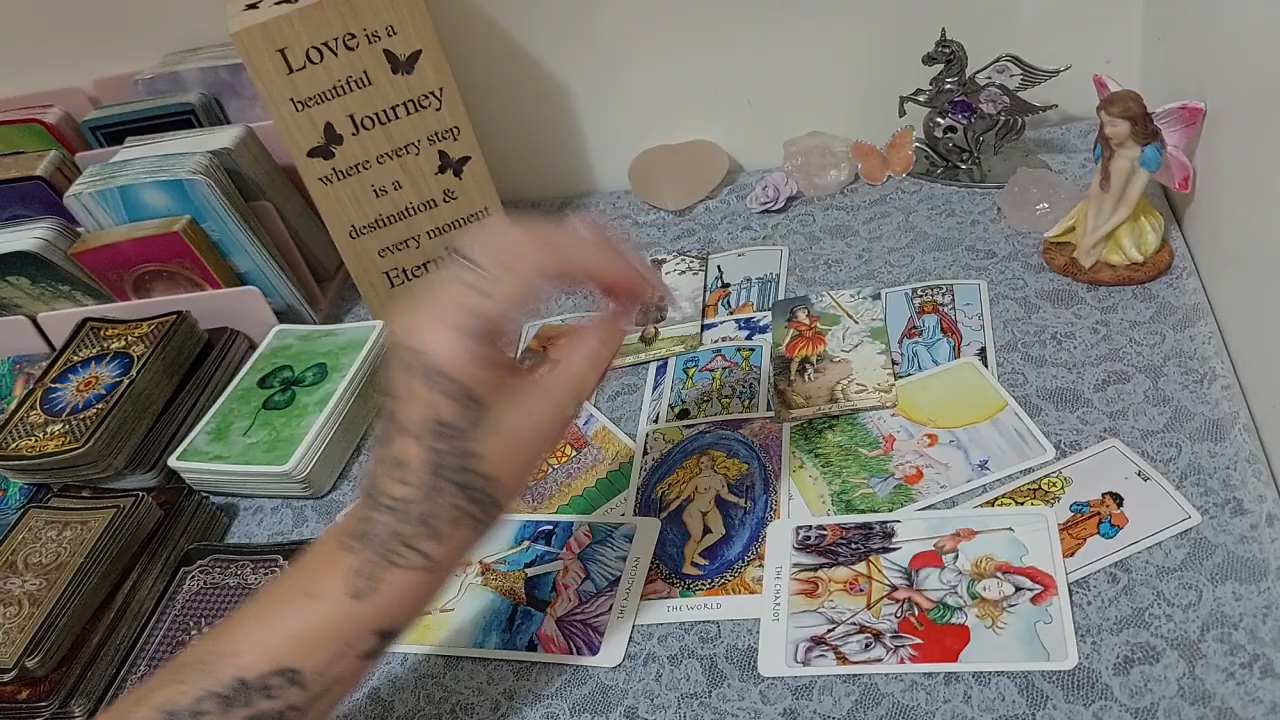 Love is a
beautiful
Journey
where every step
is a
destination &
every moment
THE MAGICIAN
THE WORLD
THE CHARIOT